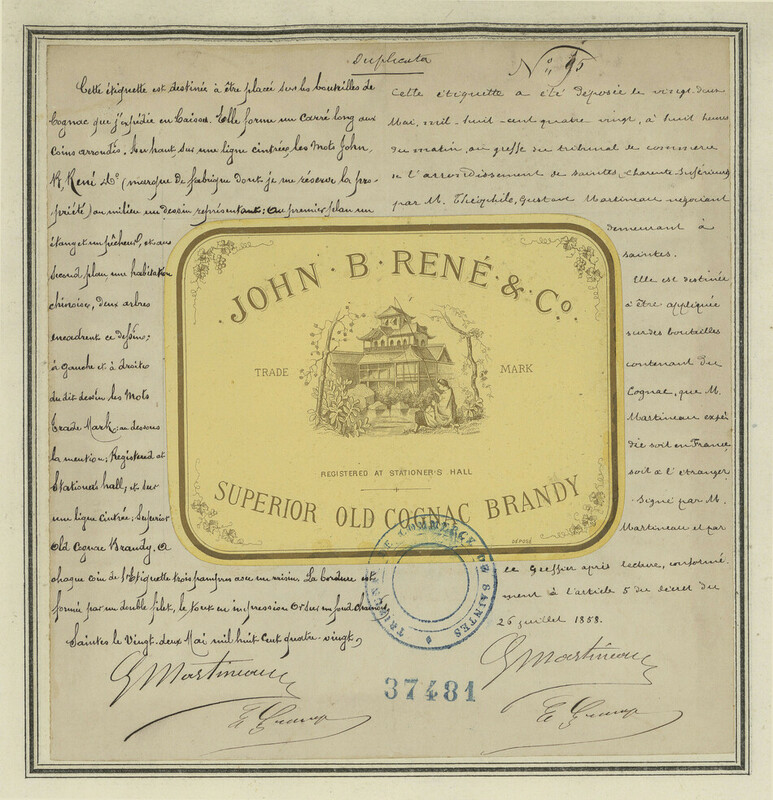 Duplicata
Nº 95
Cette étiquette est destinée à être placé sur les bouteilles de
Cognac que j'expédie en Caisses. Elle forme un carré long aux
coins arrondis. En haut, sur une ligne cintrée, les mots John
B. René & Cº (marque de fabrique dont je me réserve la pro-
priété) au milieu un dessin représentant: au premier plan un
étang et un pêcheur, et au
second plan une habitation
chinoise, deux arbres
encadrent ce dessin;
à gauche et à droite
du dit dessin les mots
Trade Mark; au dessous
la mention; Registered at
Stationer's hall, et sur
une ligne cintrée; Superior
Old Cognac Brandy, à
chaque coin de l'étiquette trois pampres avec un raisin. La bordure est
formée par un double filet, le tout en impression Or sur un fond chamois,
Saintes le Vingt-deux Mai mil huit Cent quatre-vingt,
G Martineau
Cette étiquette a été déposée le vingt-deux
Mai, mil-huit-cent quatre vingt, à huit heures
du matin, au greffe du tribunal de commerce
de l'arrondissement de Saintes, (Charente Inférieure)
par M. Théophile, Gustave Martineau négociant
demeurant à
Saintes.
Elle est destinée
à être appliquée
sur des bouteilles
contenant du
Cognac, que M.
Martineau expé-
die soit en France
soit à l'étranger
Signé par M.
Martineau et par
le Greffier après lecture, conformé-
ment à l'article 5 du décret du
26 juillet 1858.
G Martineau
JOHN · B · RENÉ · & Cº.
TRADE MARK
REGISTERED AT STATIONER'S HALL
SUPERIOR OLD COGNAC BRANDY
DÉPOSÉ
TRIBUNAL DE COMMERCE DE SAINTES
37481